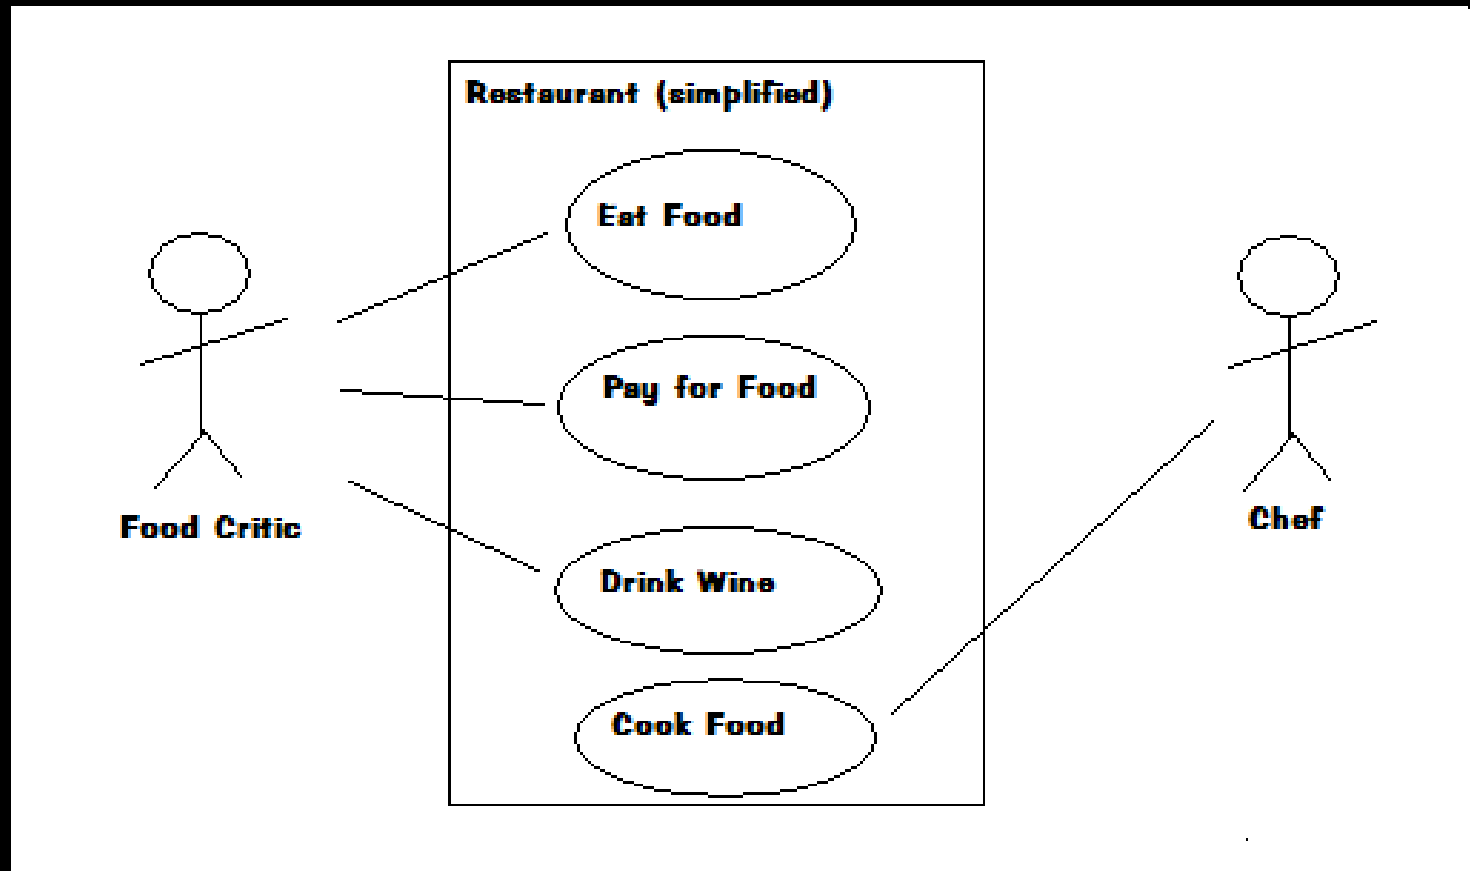 Restaurant (simplified)
Eat Food
Pay for Food
Drink Wine
Cook Food
Food Critic
Chef